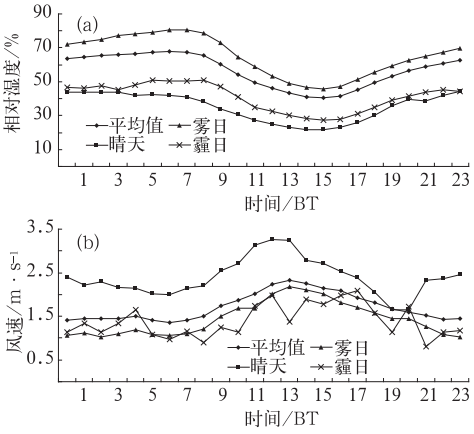 (a)
相对湿度/%
90
70
50
30
10
平均值 雾日
晴天 霾日
1 3 5 7 9 11 13 15 17 19 21 23
时间/BT
(b)
风速/m·s⁻¹
3.5
2.5
1.5
0.5
平均值 雾日
晴天 霾日
1 3 5 7 9 11 13 15 17 19 21 23
时间/BT